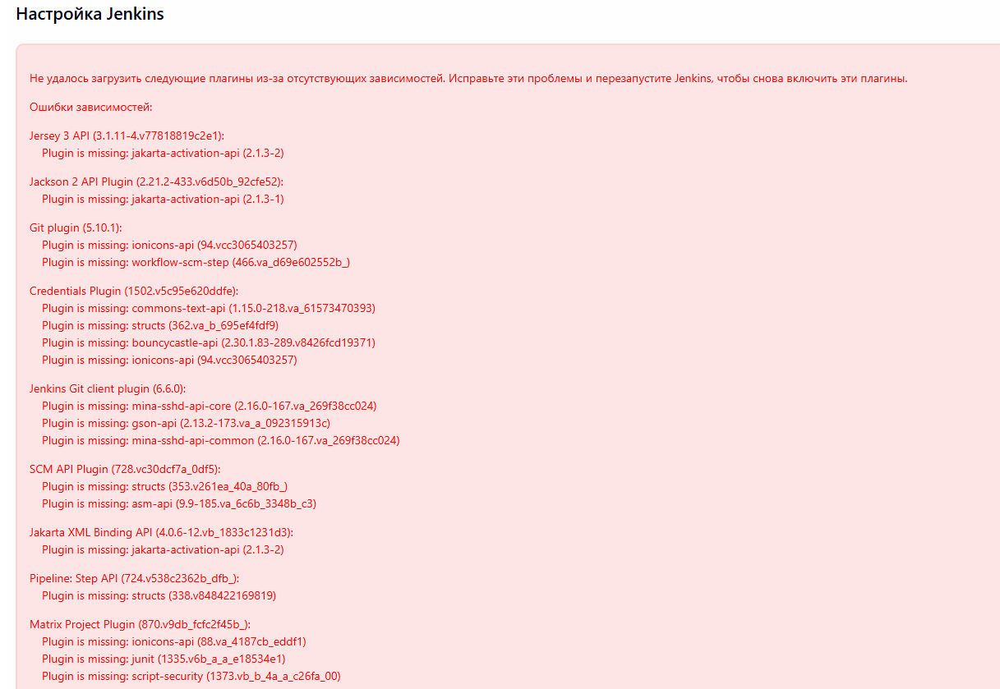 Настройка Jenkins
Не удалось загрузить следующие плагины из-за отсутствующих зависимостей. Исправьте эти проблемы и перезапустите Jenkins, чтобы снова включить эти плагины.
Ошибки зависимостей:
Jersey 3 API (3.1.11-4.v77818819c2e1):
Plugin is missing: jakarta-activation-api (2.1.3-2)
Jackson 2 API Plugin (2.21.2-433.v6d50b_92cfe52):
Plugin is missing: jakarta-activation-api (2.1.3-1)
Git plugin (5.10.1):
Plugin is missing: ionicons-api (94.vcc3065403257)
Plugin is missing: workflow-scm-step (466.va_d69e602552b_)
Credentials Plugin (1502.v5c95e620ddfe):
Plugin is missing: commons-text-api (1.15.0-218.va_61573470393)
Plugin is missing: structs (362.va_b_695ef4fdf9)
Plugin is missing: bouncycastle-api (2.30.1.83-289.v8426fcd19371)
Plugin is missing: ionicons-api (94.vcc3065403257)
Jenkins Git client plugin (6.6.0):
Plugin is missing: mina-sshd-api-core (2.16.0-167.va_269f38cc024)
Plugin is missing: gson-api (2.13.2-173.va_a_092315913c)
Plugin is missing: mina-sshd-api-common (2.16.0-167.va_269f38cc024)
SCM API Plugin (728.vc30dcf7a_0df5):
Plugin is missing: structs (353.v261ea_40a_80fb_)
Plugin is missing: asm-api (9.9-185.va_6c6b_3348b_c3)
Jakarta XML Binding API (4.0.6-12.vb_1833c1231d3):
Plugin is missing: jakarta-activation-api (2.1.3-2)
Pipeline: Step API (724.v538c2362b_dfb_):
Plugin is missing: structs (338.v848422169819)
Matrix Project Plugin (870.v9db_fcfc2f45b_):
Plugin is missing: ionicons-api (88.va_4187cb_eddf1)
Plugin is missing: junit (1335.v6b_a_a_e18534e1)
Plugin is missing: script-security (1373.vb_b_4a_a_c26fa_00)